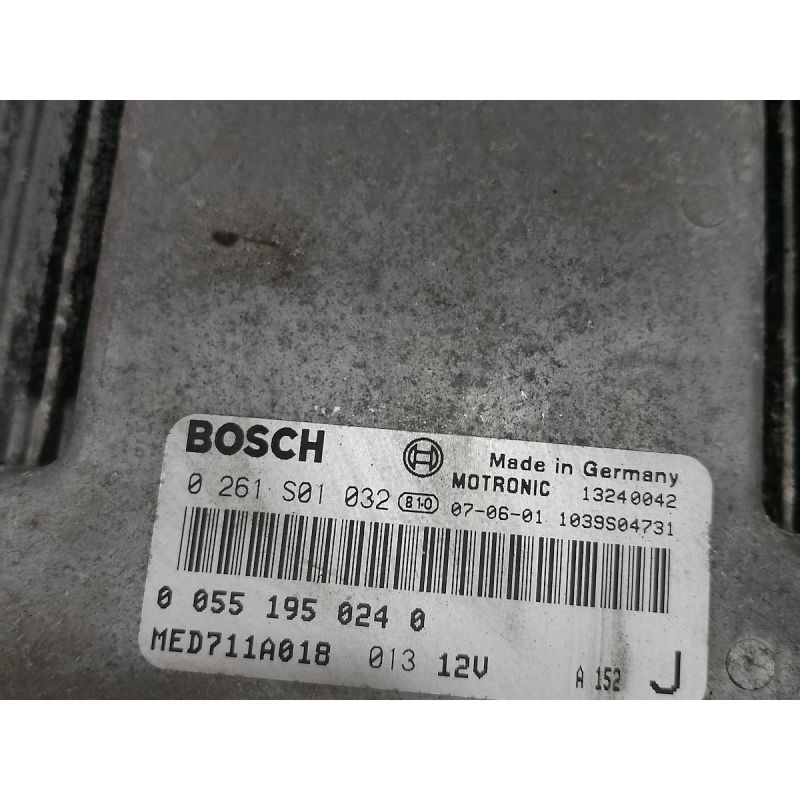 BOSCH Made in Germany
0 261 S01 032 810 MOTRONIC 13240042
07-06-01 1039S04731
0 055 195 024 0
MED711A018 013 12V A 152 J